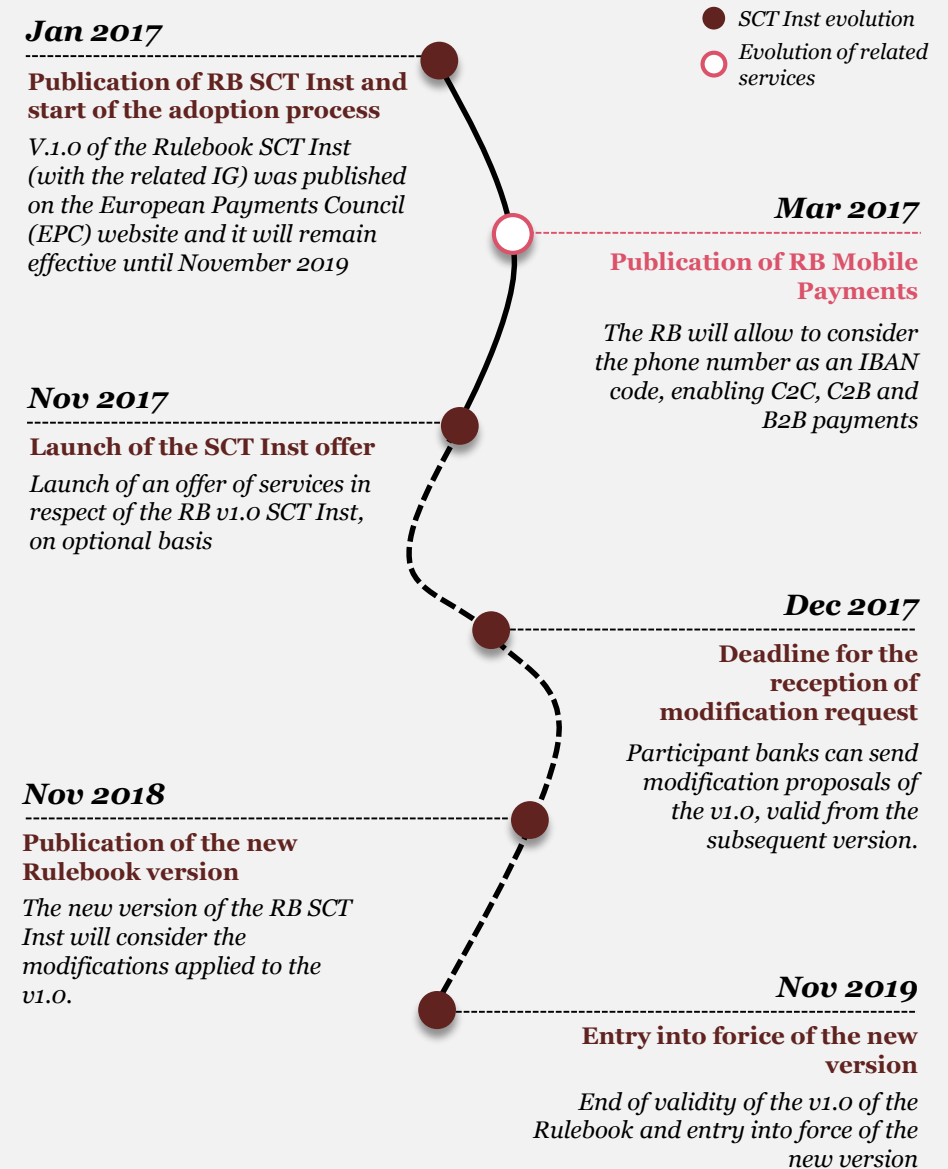 SCT Inst evolution
Evolution of related
services
Jan 2017
Publication of RB SCT Inst and
start of the adoption process
V.1.0 of the Rulebook SCT Inst
(with the related IG) was published
on the European Payments Council
(EPC) website and it will remain
effective until November 2019
Mar 2017
Publication of RB Mobile
Payments
The RB will allow to consider
the phone number as an IBAN
code, enabling C2C, C2B and
B2B payments
Nov 2017
Launch of the SCT Inst offer
Launch of an offer of services in
respect of the RB v1.0 SCT Inst,
on optional basis
Dec 2017
Deadline for the
reception of
modification request
Participant banks can send
modification proposals of
the v1.0, valid from the
subsequent version.
Nov 2018
Publication of the new
Rulebook version
The new version of the RB SCT
Inst will consider the
modifications applied to the
v1.0.
Nov 2019
Entry into forice of the new
version
End of validity of the v1.0 of the
Rulebook and entry into force of the
new version